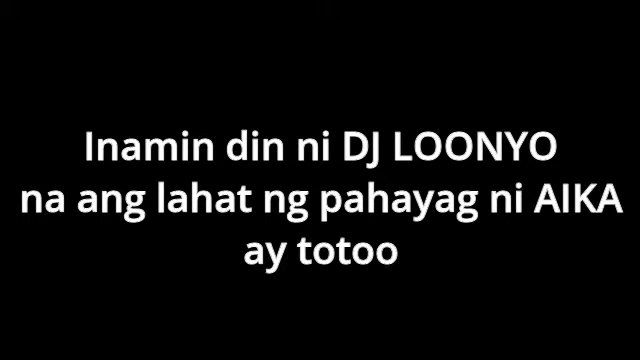 Inamin din ni DJ LOONYO
na ang lahat ng pahayag ni AIKA
ay totoo